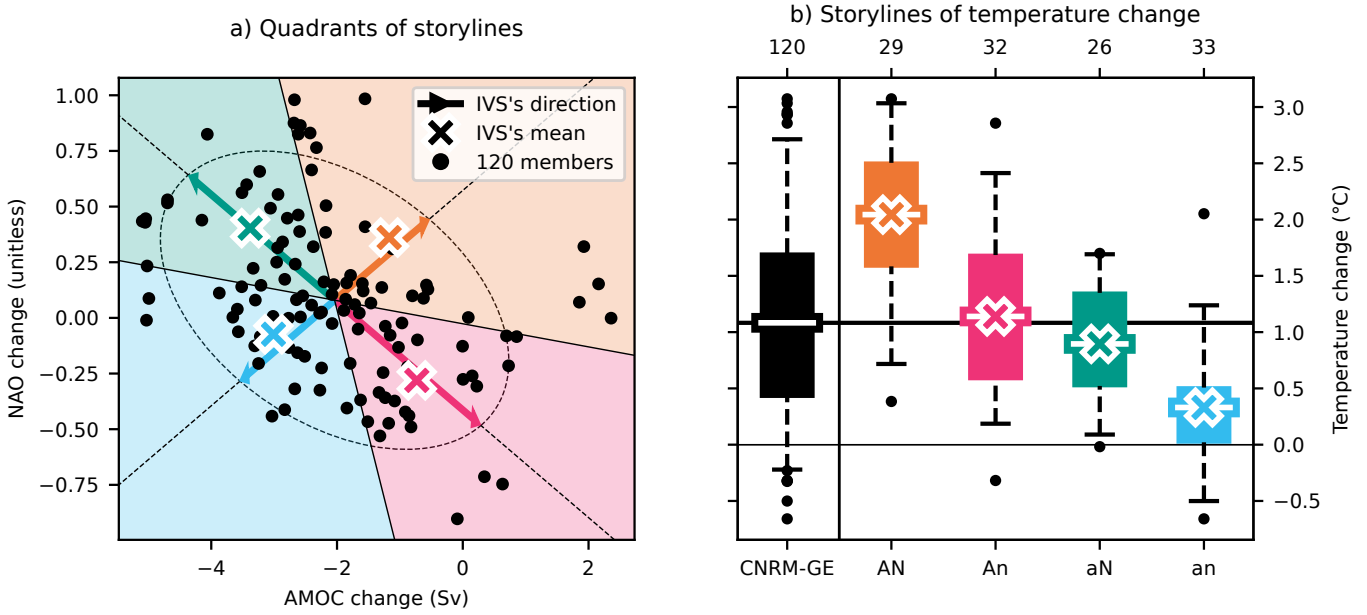 a) Quadrants of storylines
1.00
0.75
0.50
0.25
0.00
−0.25
−0.50
−0.75
NAO change (unitless)
−4
−2
0
2
AMOC change (Sv)
IVS's direction
IVS's mean
120 members
b) Storylines of temperature change
120 29 32 26 33
3.0
2.5
2.0
1.5
1.0
0.5
0.0
−0.5
Temperature change (°C)
CNRM-GE AN An aN an